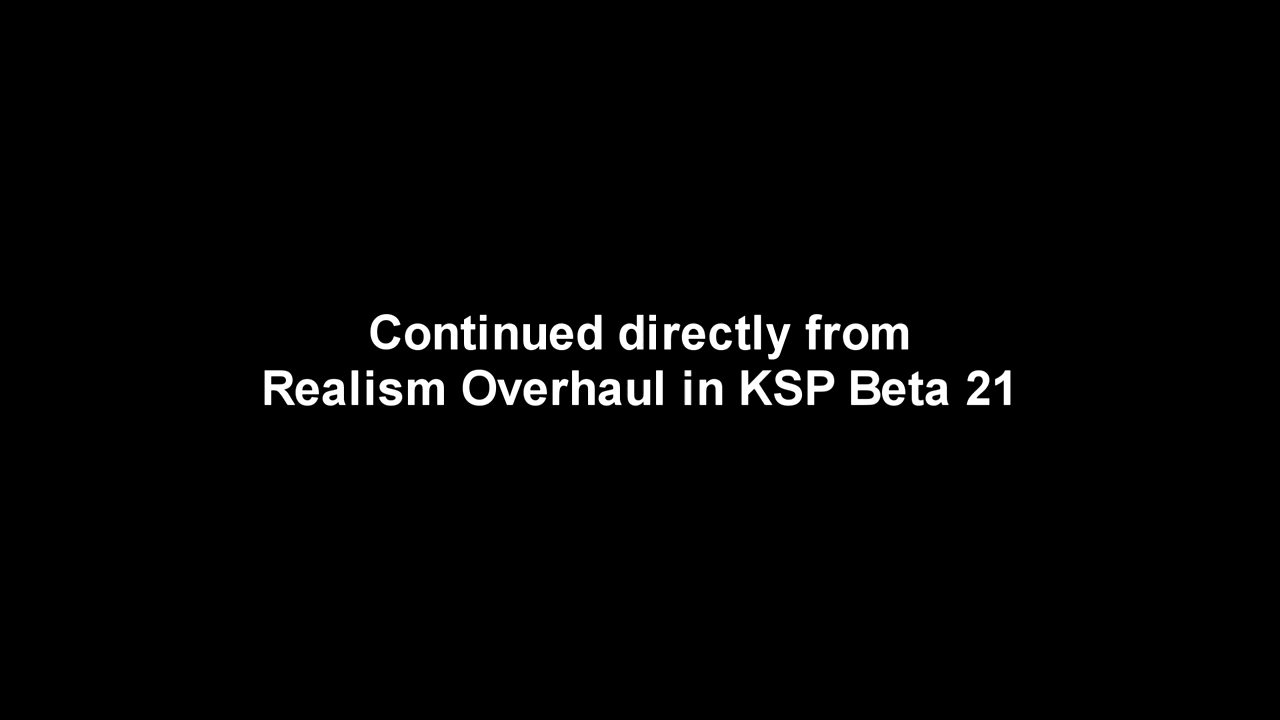 Continued directly from
Realism Overhaul in KSP Beta 21